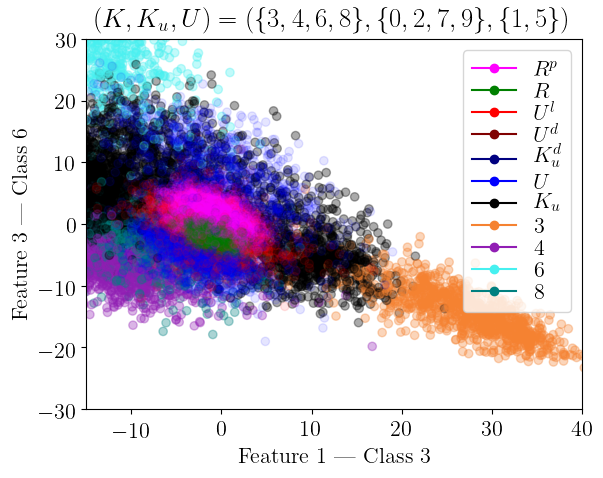 (K, K_u, U) = ({3, 4, 6, 8}, {0, 2, 7, 9}, {1, 5})
30
20
10
0
−10
−20
−30
Feature 3 — Class 6
R^p
R
U^l
U^d
K_u^d
U
K_u
3
4
6
8
−10
0
10
20
30
40
Feature 1 — Class 3